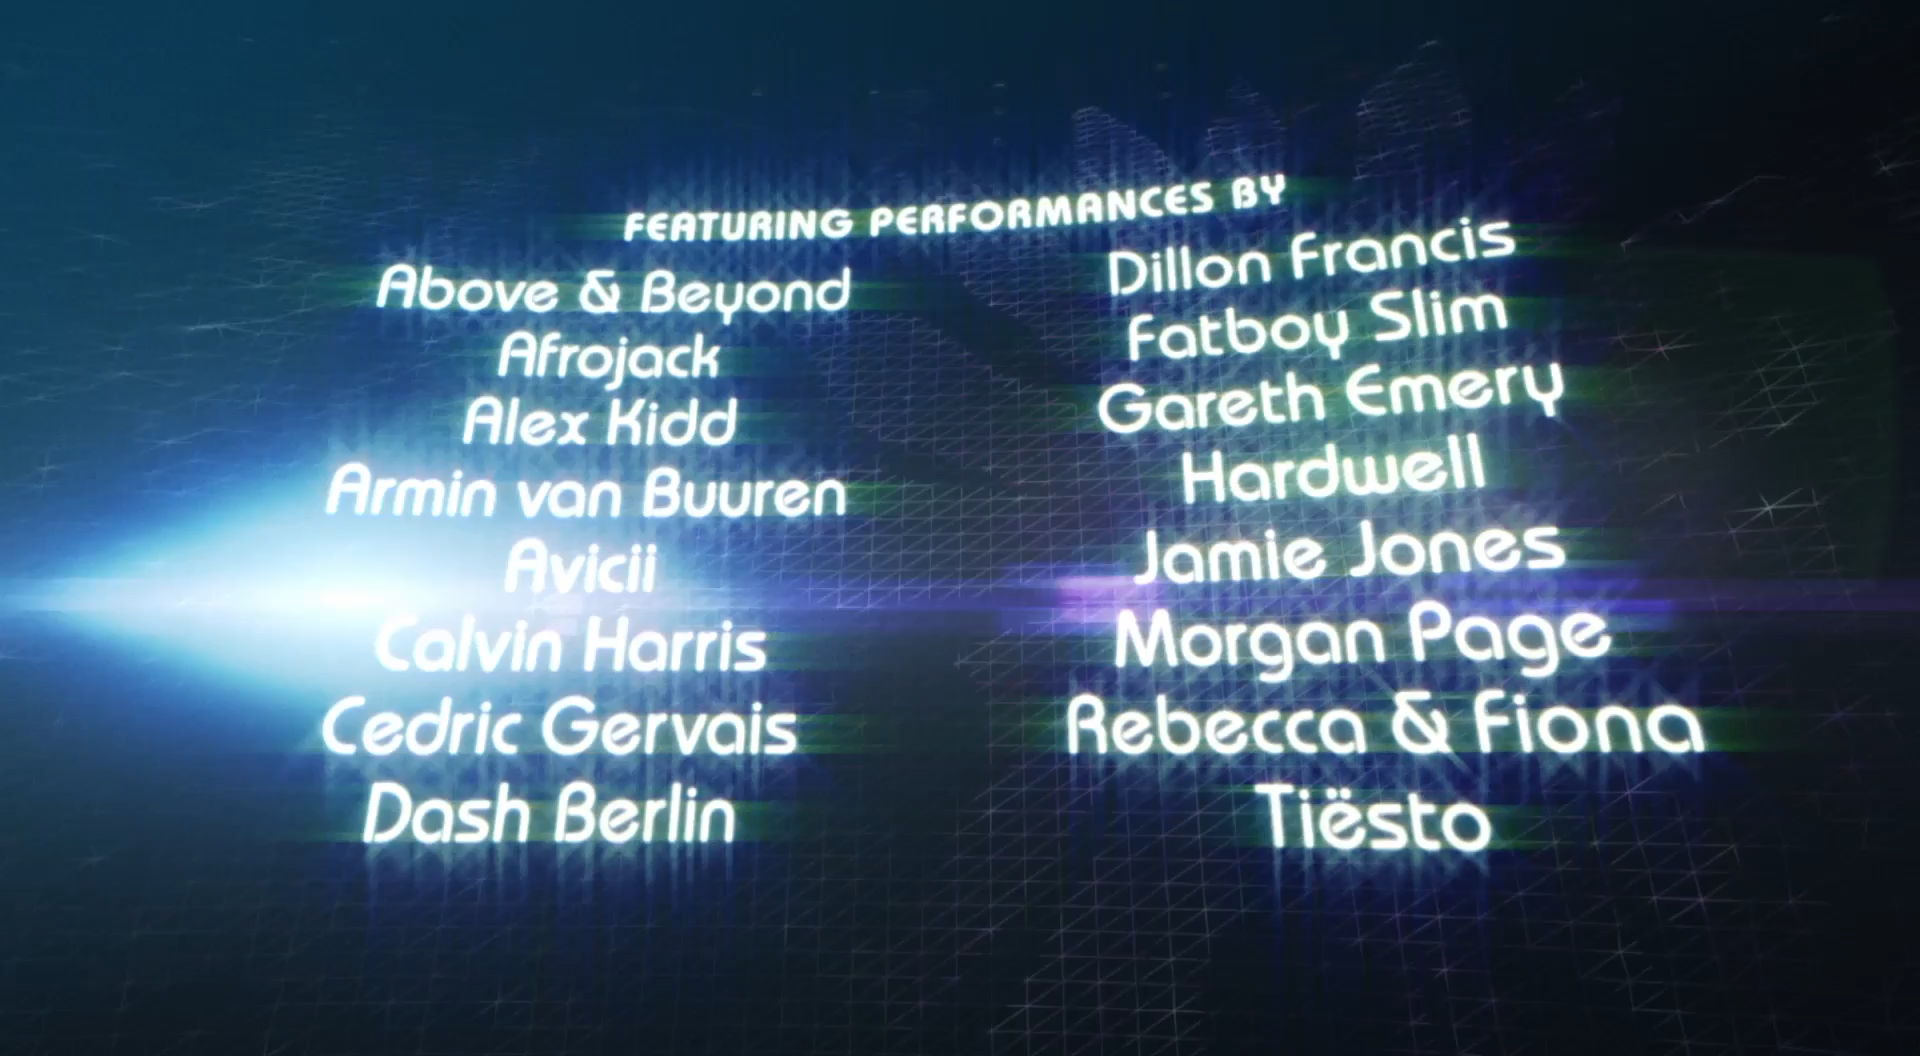 FEATURING PERFORMANCES BY
Above & Beyond
Afrojack
Alex Kidd
Armin van Buuren
Avicii
Calvin Harris
Cedric Gervais
Dash Berlin
Dillon Francis
Fatboy Slim
Gareth Emery
Hardwell
Jamie Jones
Morgan Page
Rebecca & Fiona
Tiësto